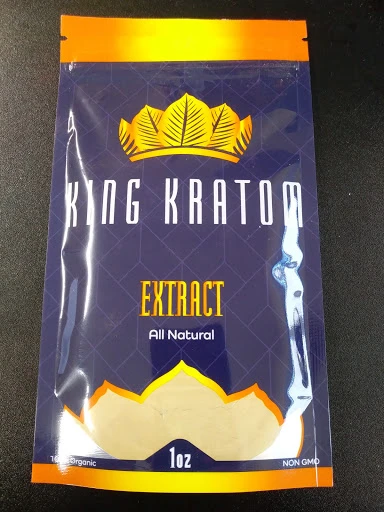 KING KRATOM
EXTRACT
All Natural
1oz
Organic
NON GMO